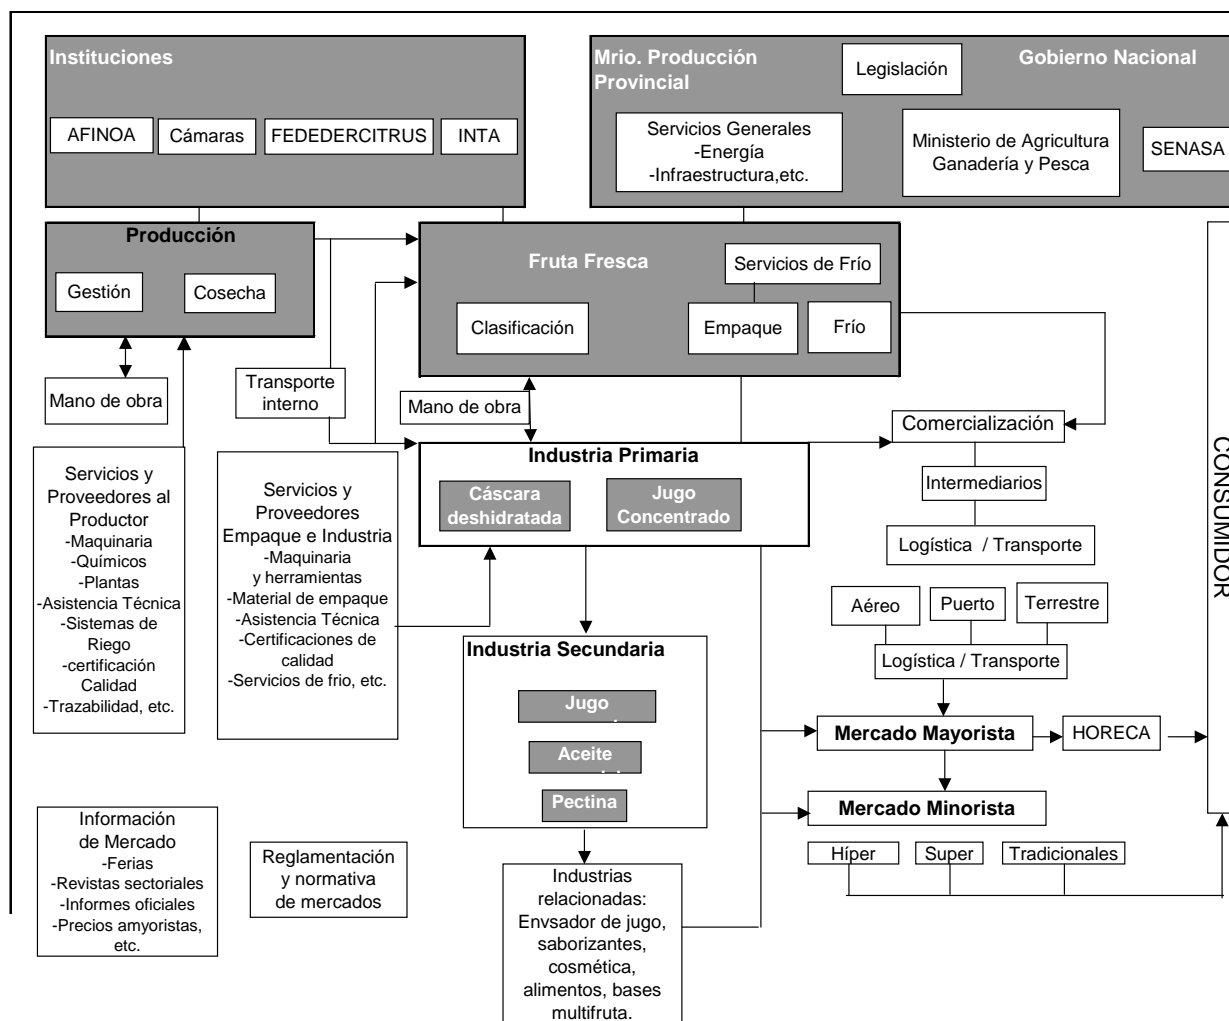 Instituciones
AFINOA
Cámaras
FEDEDERCITRUS
INTA
Mrio. Producción
Provincial
Legislación
Gobierno Nacional
Servicios Generales
-Energía
-Infraestructura,etc.
Ministerio de Agricultura
Ganadería y Pesca
SENASA
Producción
Gestión
Cosecha
Fruta Fresca
Servicios de Frío
Clasificación
Empaque
Frío
Mano de obra
Transporte
interno
Mano de obra
Comercialización
Industria Primaria
Cáscara
deshidratada
Jugo
Concentrado
Intermediarios
Logística / Transporte
CONSUMIDOR
Servicios y
Proveedores al
Productor
-Maquinaria
-Químicos
-Plantas
-Asistencia Técnica
-Sistemas de
Riego
-certificación
Calidad
-Trazabilidad, etc.
Servicios y
Proveedores
Empaque e Industria
-Maquinaria
y herramientas
-Material de empaque
-Asistencia Técnica
-Certificaciones de
calidad
-Servicios de frio, etc.
Aéreo
Puerto
Terrestre
Logística / Transporte
Industria Secundaria
Jugo
Aceite
Pectina
Mercado Mayorista
HORECA
Mercado Minorista
Híper
Super
Tradicionales
Información
de Mercado
-Ferias
-Revistas sectoriales
-Informes oficiales
-Precios amyoristas,
etc.
Reglamentación
y normativa
de mercados
Industrias
relacionadas:
Envsador de jugo,
saborizantes,
cosmética,
alimentos, bases
multifruta.